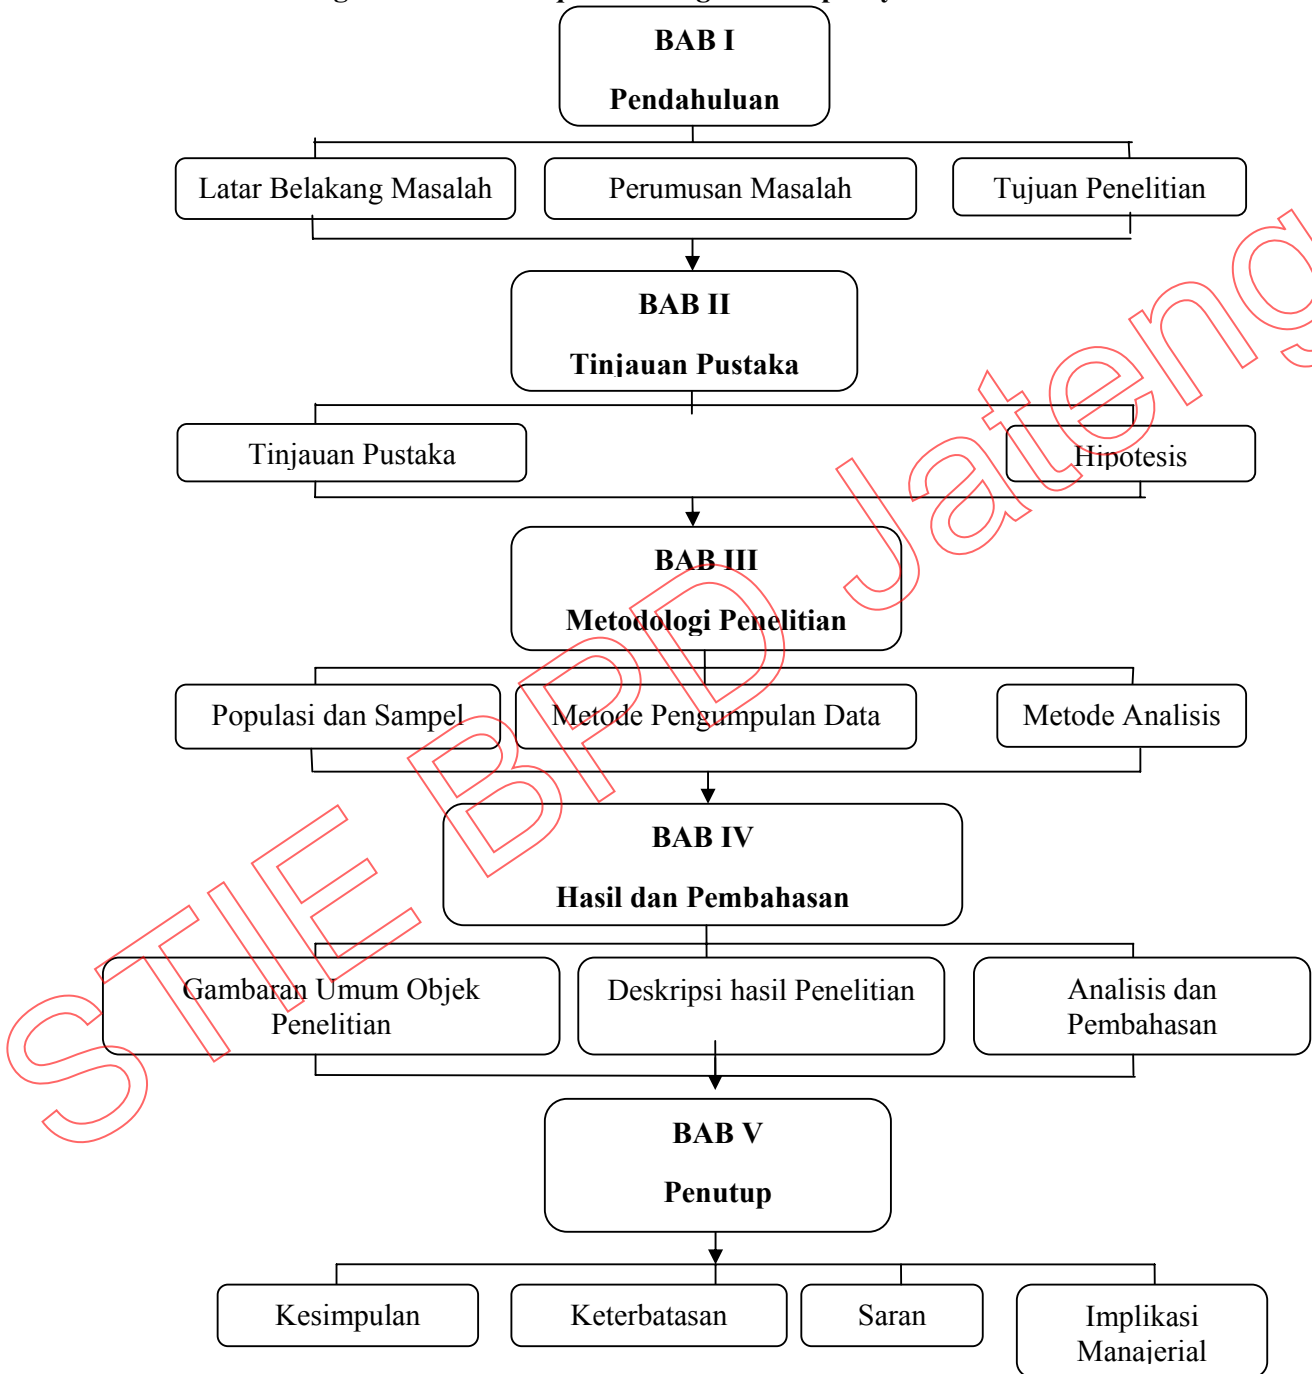 BAB I
Pendahuluan
Latar Belakang Masalah
Perumusan Masalah
Tujuan Penelitian
BAB II
Tinjauan Pustaka
Tinjauan Pustaka
Hipotesis
BAB III
Metodologi Penelitian
Populasi dan Sampel
Metode Pengumpulan Data
Metode Analisis
BAB IV
Hasil dan Pembahasan
Gambaran Umum Objek
Penelitian
Deskripsi hasil Penelitian
Analisis dan
Pembahasan
BAB V
Penutup
Kesimpulan
Keterbatasan
Saran
Implikasi
Manajerial
STIE BPD Jateng